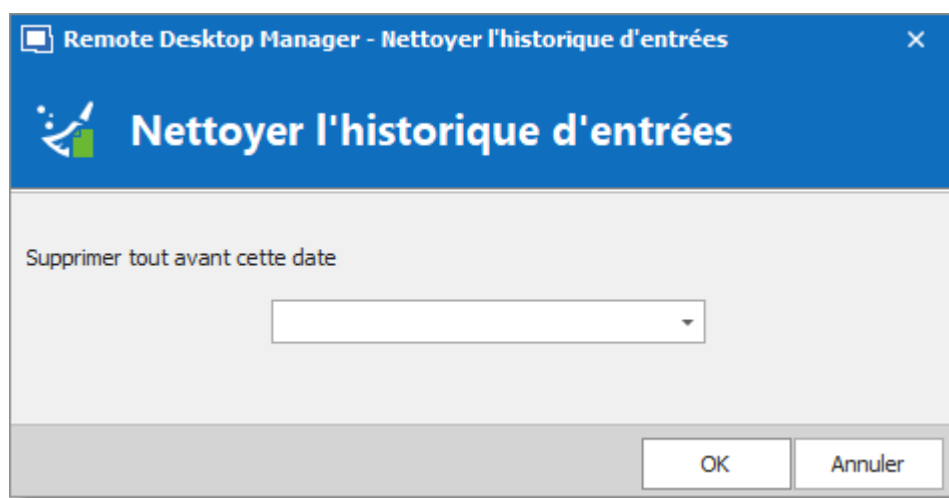 Remote Desktop Manager - Nettoyer l'historique d'entrées
Nettoyer l'historique d'entrées
Supprimer tout avant cette date
OK
Annuler